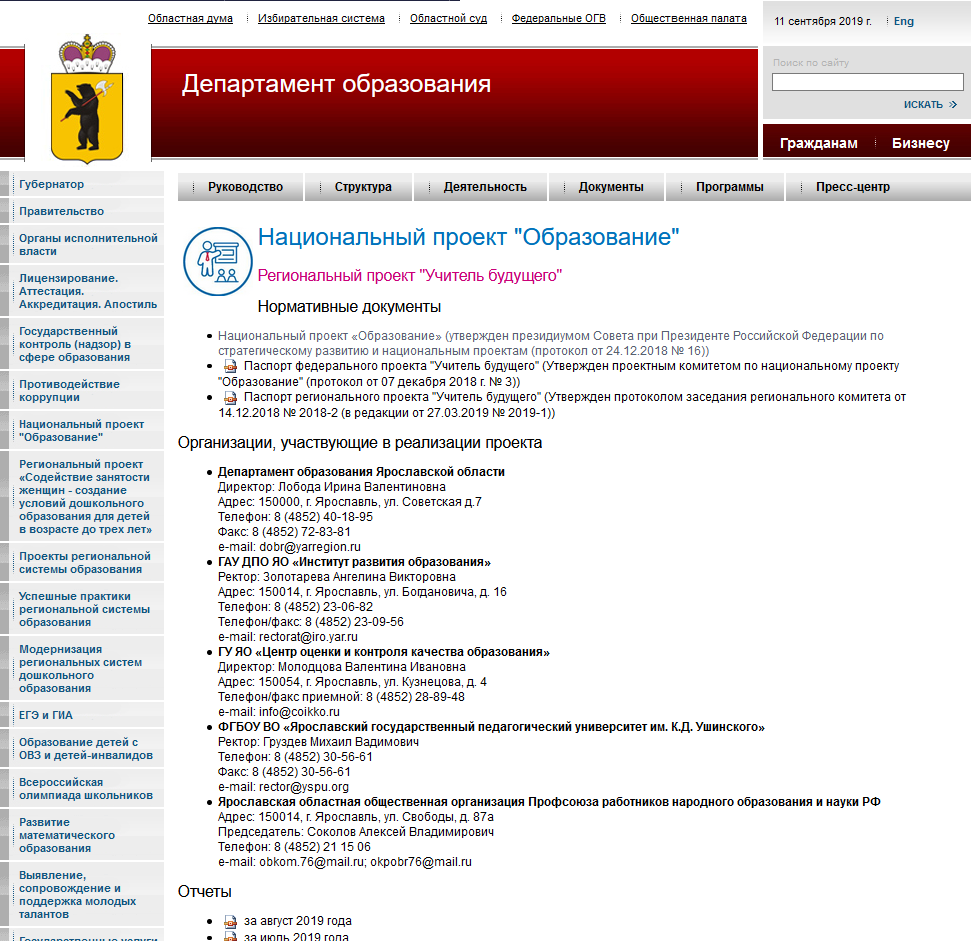 Областная дума
Избирательная система
Областной суд
Федеральные ОГВ
Общественная палата
11 сентября 2019 г.
Eng
Департамент образования
Поиск по сайту
ИСКАТЬ
Гражданам
Бизнесу
Руководство
Структура
Деятельность
Документы
Программы
Пресс-центр
Губернатор
Правительство
Органы исполнительной
власти
Лицензирование.
Аттестация.
Аккредитация. Апостиль
Государственный
контроль (надзор) в
сфере образования
Противодействие
коррупции
Национальный проект
"Образование"
Региональный проект
«Содействие занятости
женщин - создание
условий дошкольного
образования для детей
в возрасте до трех лет»
Проекты региональной
системы образования
Успешные практики
региональной системы
образования
Модернизация
региональных систем
дошкольного
образования
ЕГЭ и ГИА
Образование детей с
ОВЗ и детей-инвалидов
Всероссийская
олимпиада школьников
Развитие
математического
образования
Выявление,
сопровождение и
поддержка молодых
талантов
Государственные услуги
Национальный проект "Образование"
Региональный проект "Учитель будущего"
Нормативные документы
Национальный проект «Образование» (утвержден президиумом Совета при Президенте Российской Федерации по
стратегическому развитию и национальным проектам (протокол от 24.12.2018 № 16))
Паспорт федерального проекта "Учитель будущего" (Утвержден проектным комитетом по национальному проекту
"Образование" (протокол от 07 декабря 2018 г. № 3))
Паспорт регионального проекта "Учитель будущего" (Утвержден протоколом заседания регионального комитета от
14.12.2018 № 2018-2 (в редакции от 27.03.2019 № 2019-1))
Организации, участвующие в реализации проекта
Департамент образования Ярославской области
Директор: Лобода Ирина Валентиновна
Адрес: 150000, г. Ярославль, ул. Советская д.7
Телефон: 8 (4852) 40-18-95
Факс: 8 (4852) 72-83-81
e-mail: dobr@yarregion.ru
ГАУ ДПО ЯО «Институт развития образования»
Ректор: Золотарева Ангелина Викторовна
Адрес: 150014, г. Ярославль, ул. Богдановича, д. 16
Телефон: 8 (4852) 23-06-82
Телефон/факс: 8 (4852) 23-09-56
e-mail: rectorat@iro.yar.ru
ГУ ЯО «Центр оценки и контроля качества образования»
Директор: Молодцова Валентина Ивановна
Адрес: 150054, г. Ярославль, ул. Кузнецова, д. 4
Телефон/факс приемной: 8 (4852) 28-89-48
e-mail: info@coikko.ru
ФГБОУ ВО «Ярославский государственный педагогический университет им. К.Д. Ушинского»
Ректор: Груздев Михаил Вадимович
Телефон: 8 (4852) 30-56-61
Факс: 8 (4852) 30-56-61
e-mail: rector@yspu.org
Ярославская областная общественная организация Профсоюза работников народного образования и науки РФ
Адрес: 150014, г. Ярославль, ул. Свободы, д. 87а
Председатель: Соколов Алексей Владимирович
Телефон: 8 (4852) 21 15 06
e-mail: obkom.76@mail.ru; okpobr76@mail.ru
Отчеты
за август 2019 года
за июль 2019 года